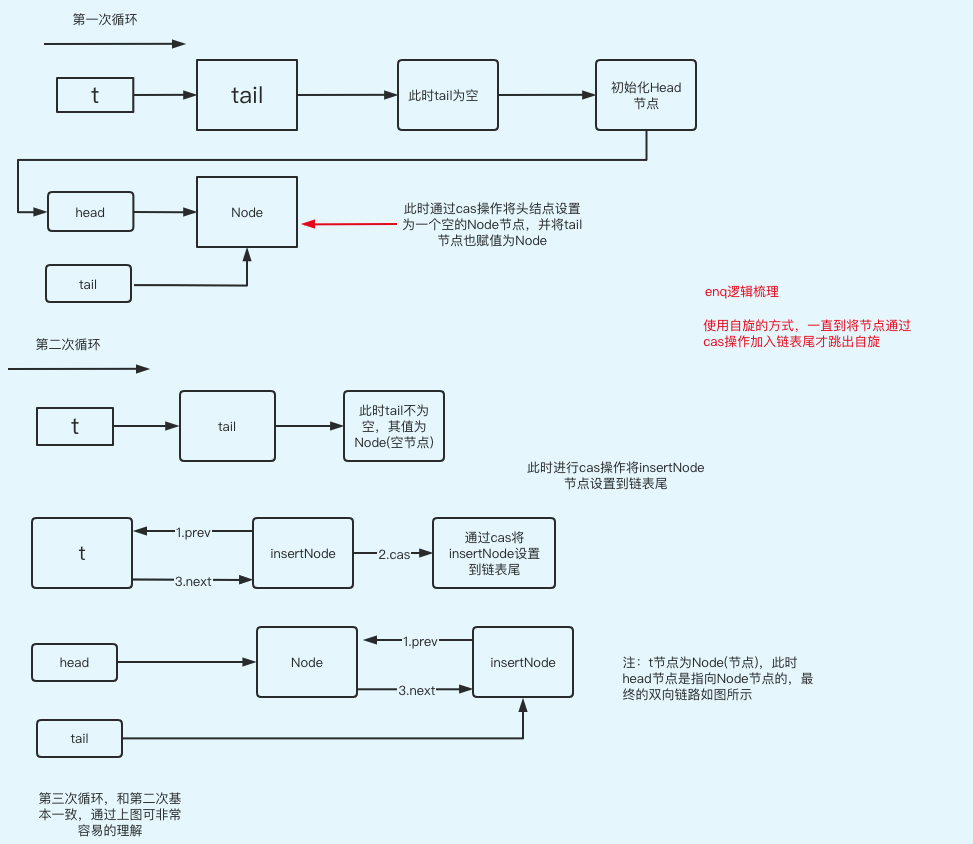 第一次循环
t
tail
此时tail为空
初始化Head
节点
head
Node
此时通过cas操作将头结点设置
为一个空的Node节点，并将tail
节点也赋值为Node
tail
enq逻辑梳理
使用自旋的方式，一直到将节点通过
cas操作加入链表尾才跳出自旋
第二次循环
t
tail
此时tail不为
空，其值为
Node(空节点)
此时进行cas操作将insertNode
节点设置到链表尾
t
1.prev
3.next
insertNode
2.cas
通过cas将
insertNode设置
到链表尾
head
Node
1.prev
3.next
insertNode
注：t节点为Node(节点)，此时
head节点是指向Node节点的，最
终的双向链路如图所示
tail
第三次循环，和第二次基
本一致，通过上图可非常
容易的理解